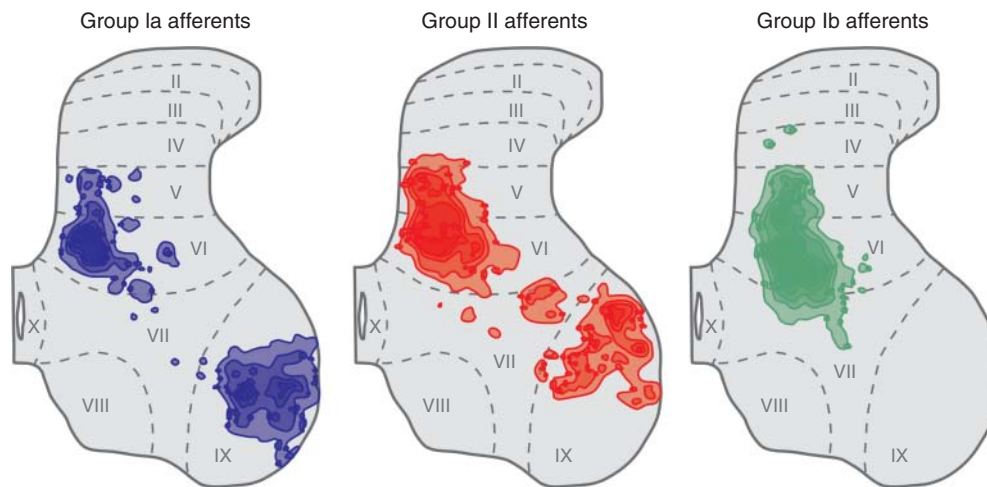 Group Ia afferents
Group II afferents
Group Ib afferents
II
III
IV
V
VI
X
VII
VIII
IX
II
III
IV
V
VI
X
VII
VIII
IX
II
III
IV
V
VI
X
VII
VIII
IX